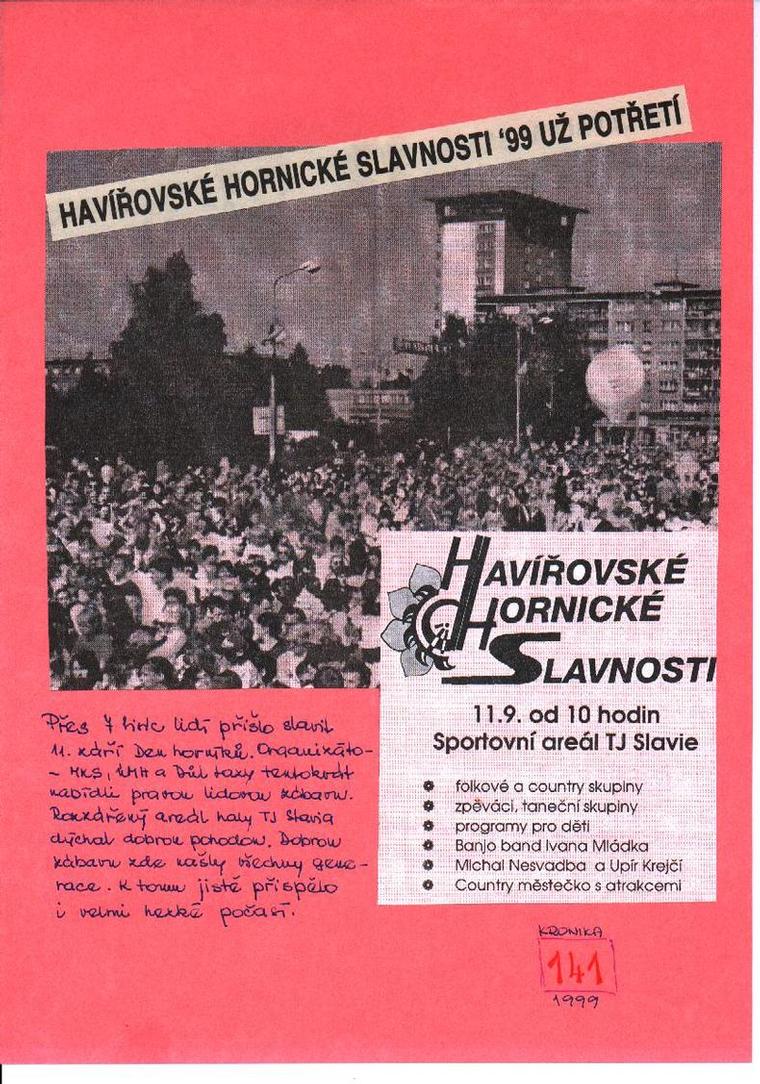 HAVÍŘOVSKÉ HORNICKÉ SLAVNOSTI '99 UŽ POTŘETÍ
HAVÍŘOVSKÉ
HORNICKÉ
SLAVNOSTI
11.9. od 10 hodin
Sportovní areál TJ Slavie
folkové a country skupiny
zpěváci, taneční skupiny
programy pro děti
Banjo band Ivana Mládka
Michal Nesvadba a Upír Krejčí
Country městečko s atrakcemi
Přes 7 tisíc lidí přišlo slavit
11. září Den horníků. Organizáto-
- MKS, MMH a Důl Lazy tentokrát
nabídli pravou lidovou zábavu.
Rozzářený areál haly TJ Slavia
dýchal dobrou pohodou. Dobrou
zábavu zde našly všechny gene-
race. K tomu jistě přispělo
i velmi hezké počasí.
KRONIKA
141
1999